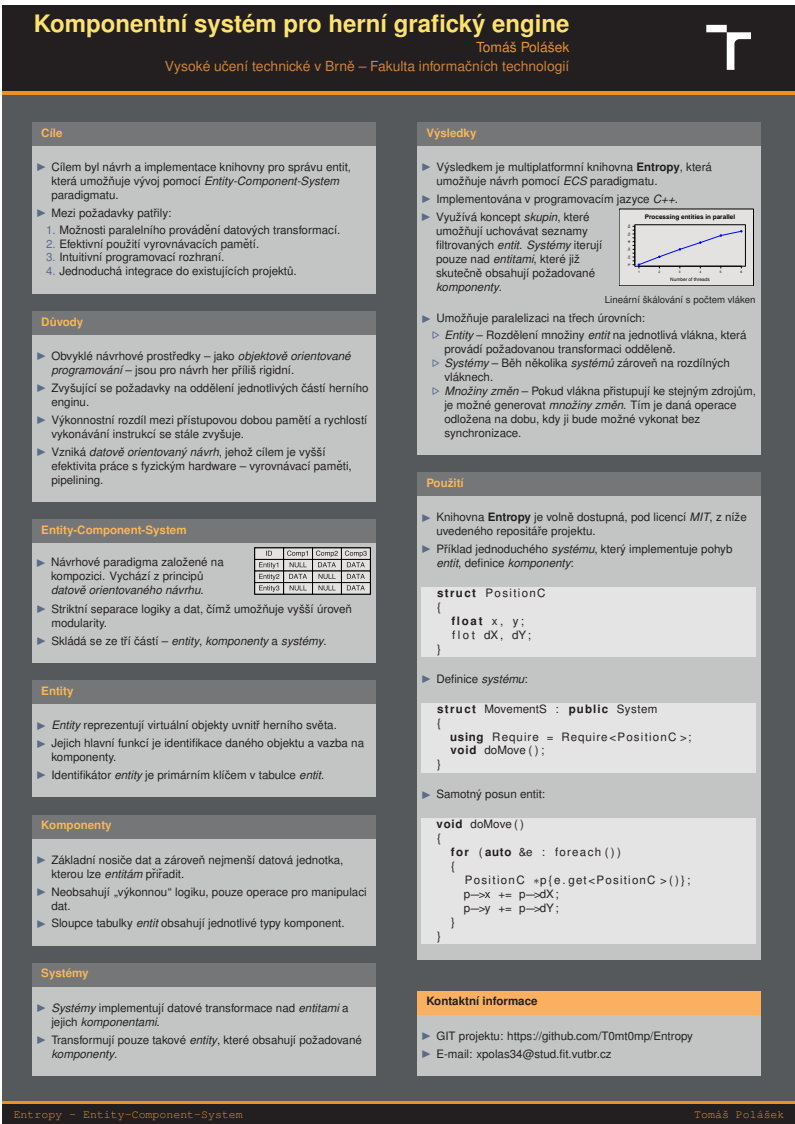 Komponentní systém pro herní grafický engine
Tomáš Polášek
Vysoké učení technické v Brně – Fakulta informačních technologií
Cíle
► Cílem byl návrh a implementace knihovny pro správu entit,
která umožňuje vývoj pomocí Entity-Component-System
paradigmatu.
► Mezi požadavky patřily:
1. Možnosti paralelního provádění datových transformací.
2. Efektivní použití vyrovnávacích pamětí.
3. Intuitivní programovací rozhraní.
4. Jednoduchá integrace do existujících projektů.
Důvody
► Obvyklé návrhové prostředky – jako objektově orientované
programování – jsou pro návrh her příliš rigidní.
► Zvyšující se požadavky na oddělení jednotlivých částí herního
enginu.
► Výkonnostní rozdíl mezi přístupovou dobou pamětí a rychlostí
vykonávání instrukcí se stále zvyšuje.
► Vzniká datově orientovaný návrh, jehož cílem je vyšší
efektivita práce s fyzickým hardware – vyrovnávací paměti,
pipelining.
Entity-Component-System
► Návrhové paradigma založené na
kompozici. Vychází z principů
datově orientovaného návrhu.
ID Comp1 Comp2 Comp3
Entity1 NULL DATA DATA
Entity2 DATA NULL DATA
Entity3 NULL NULL DATA
► Striktní separace logiky a dat, čímž umožňuje vyšší úroveň
modularity.
► Skládá se ze tří částí – entity, komponenty a systémy.
Entity
► Entity reprezentují virtuální objekty uvnitř herního světa.
► Jejich hlavní funkcí je identifikace daného objektu a vazba na
komponenty.
► Identifikátor entity je primárním klíčem v tabulce entit.
Komponenty
► Základní nosiče dat a zároveň nejmenší datová jednotka,
kterou lze entitám přiřadit.
► Neobsahují „výkonnou“ logiku, pouze operace pro manipulaci
dat.
► Sloupce tabulky entit obsahují jednotlivé typy komponent.
Systémy
► Systémy implementují datové transformace nad entitami a
jejich komponentami.
► Transformují pouze takové entity, které obsahují požadované
komponenty.
Výsledky
► Výsledkem je multiplatformní knihovna Entropy, která
umožňuje návrh pomocí ECS paradigmatu.
► Implementována v programovacím jazyce C++.
► Využívá koncept skupin, které
umožňují uchovávat seznamy
filtrovaných entit. Systémy iterují
pouze nad entitami, které již
skutečně obsahují požadované
komponenty.
Processing entities in parallel
Number of threads
Lineární škálování s počtem vláken
► Umožňuje paralelizaci na třech úrovních:
▷ Entity – Rozdělení množiny entit na jednotlivá vlákna, která
provádí požadovanou transformaci odděleně.
▷ Systémy – Běh několika systémů zároveň na rozdílných
vláknech.
▷ Množiny změn – Pokud vlákna přistupují ke stejným zdrojům,
je možné generovat množiny změn. Tím je daná operace
odložena na dobu, kdy ji bude možné vykonat bez
synchronizace.
Použití
► Knihovna Entropy je volně dostupná, pod licencí MIT, z níže
uvedeného repositáře projektu.
► Příklad jednoduchého systému, který implementuje pohyb
entit, definice komponenty:
struct PositionC
{
float x, y;
flot dX, dY;
}
► Definice systému:
struct MovementS : public System
{
using Require = Require<PositionC>;
void doMove();
}
► Samotný posun entit:
void doMove()
{
for (auto &e : foreach())
{
PositionC *p{e.get<PositionC>()};
p->x += p->dX;
p->y += p->dY;
}
}
Kontaktní informace
► GIT projektu: https://github.com/T0mt0mp/Entropy
► E-mail: xpolas34@stud.fit.vutbr.cz
Entropy - Entity-Component-System
Tomáš Polášek